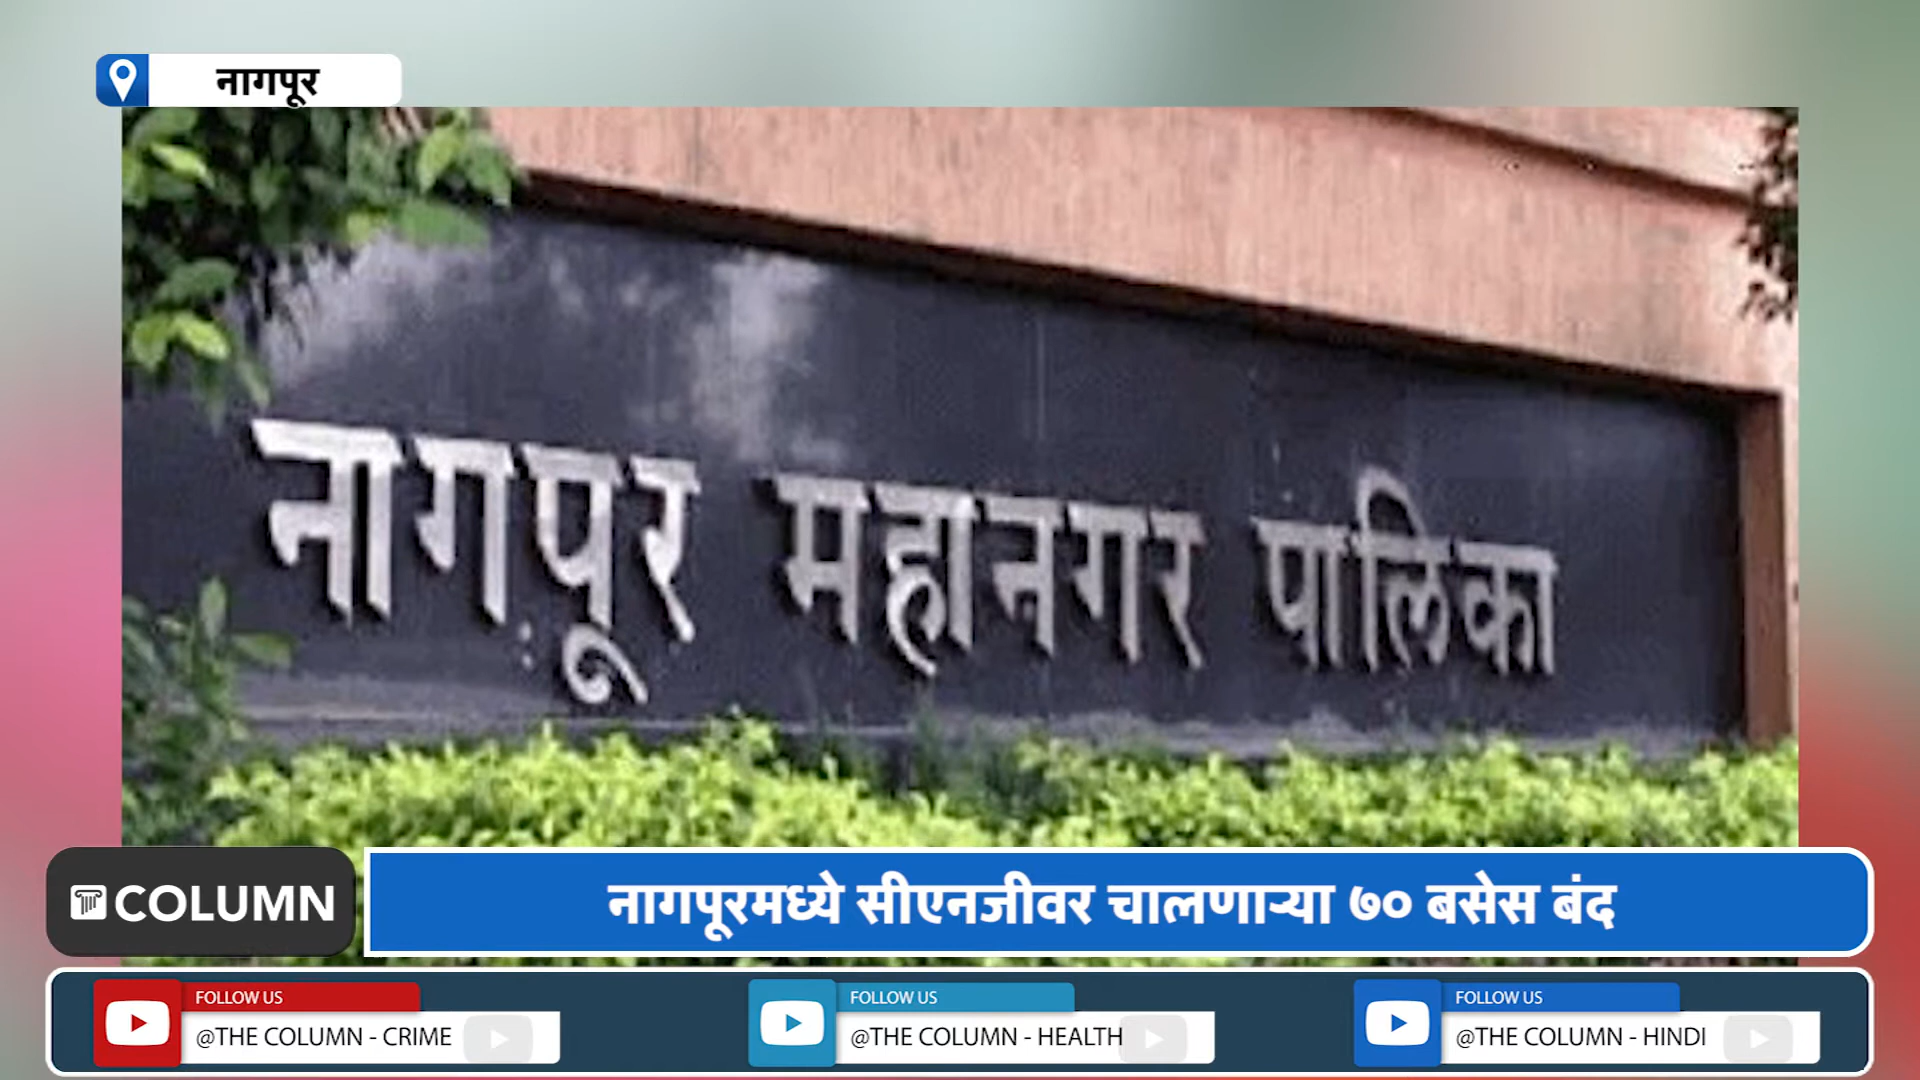 नागपूर
नागपूर महानगर पालिका
COLUMN
नागपूरमध्ये सीएनजीवर चालणाऱ्या ७० बसेस बंद
FOLLOW US
@THE COLUMN - CRIME
FOLLOW US
@THE COLUMN - HEALTH
FOLLOW US
@THE COLUMN - HINDI